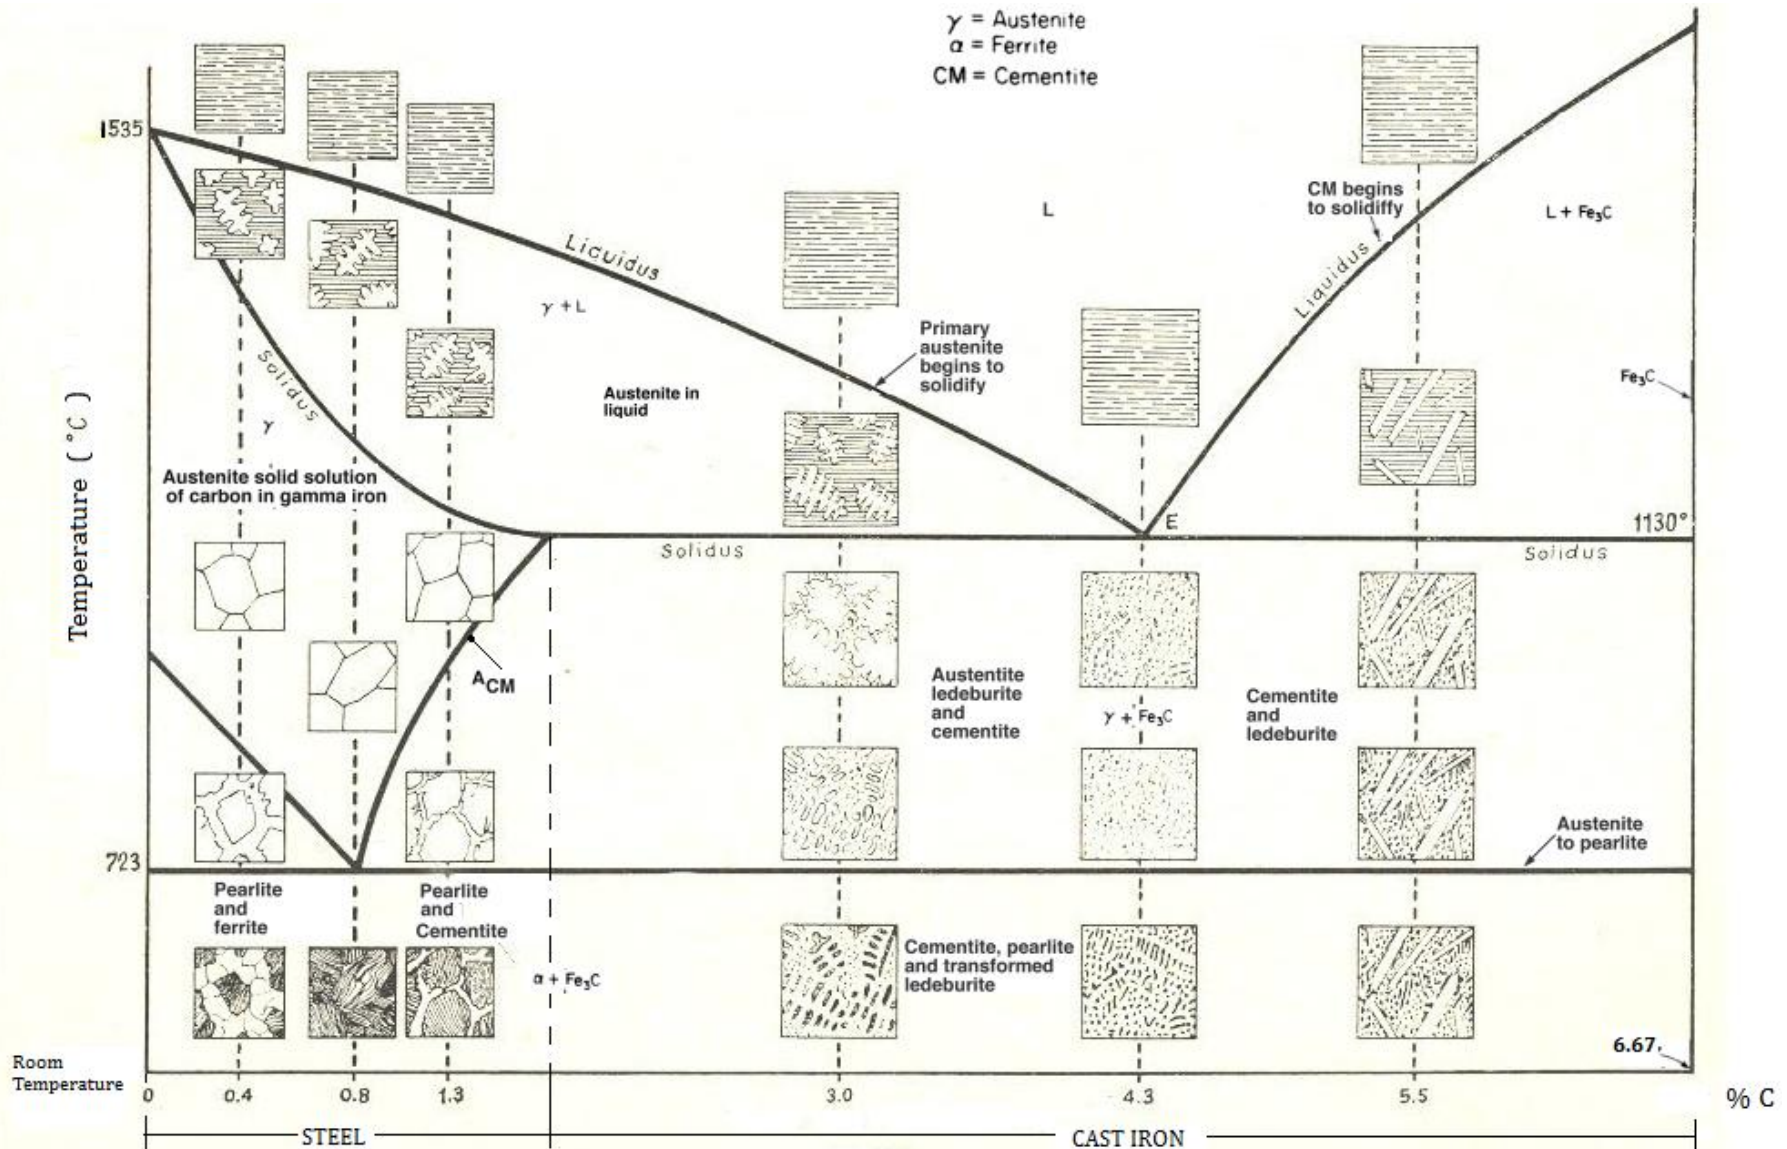 γ = Austenite
α = Ferrite
CM = Cementite
1535
Liquidus
L
CM begins
to solidiffy
L + Fe₃C
Liquidus
γ + L
Primary
austenite
begins to
solidify
Solidus
Austenite in
liquid
Fe₃C
γ
Temperature (°C)
Austenite solid solution
of carbon in gamma iron
E
1130°
Solidus
Solidus
ACM
Austentite
ledeburite
and
cementite
γ + Fe₃C
Cementite
and
ledeburite
Austenite
to pearlite
723
Pearlite
and
ferrite
Pearlite
and
Cementite
α + Fe₃C
Cementite, pearlite
and transformed
ledeburite
6.67
Room
Temperature
0 0.4 0.8 1.3 3.0 4.3 5.5 % C
STEEL CAST IRON